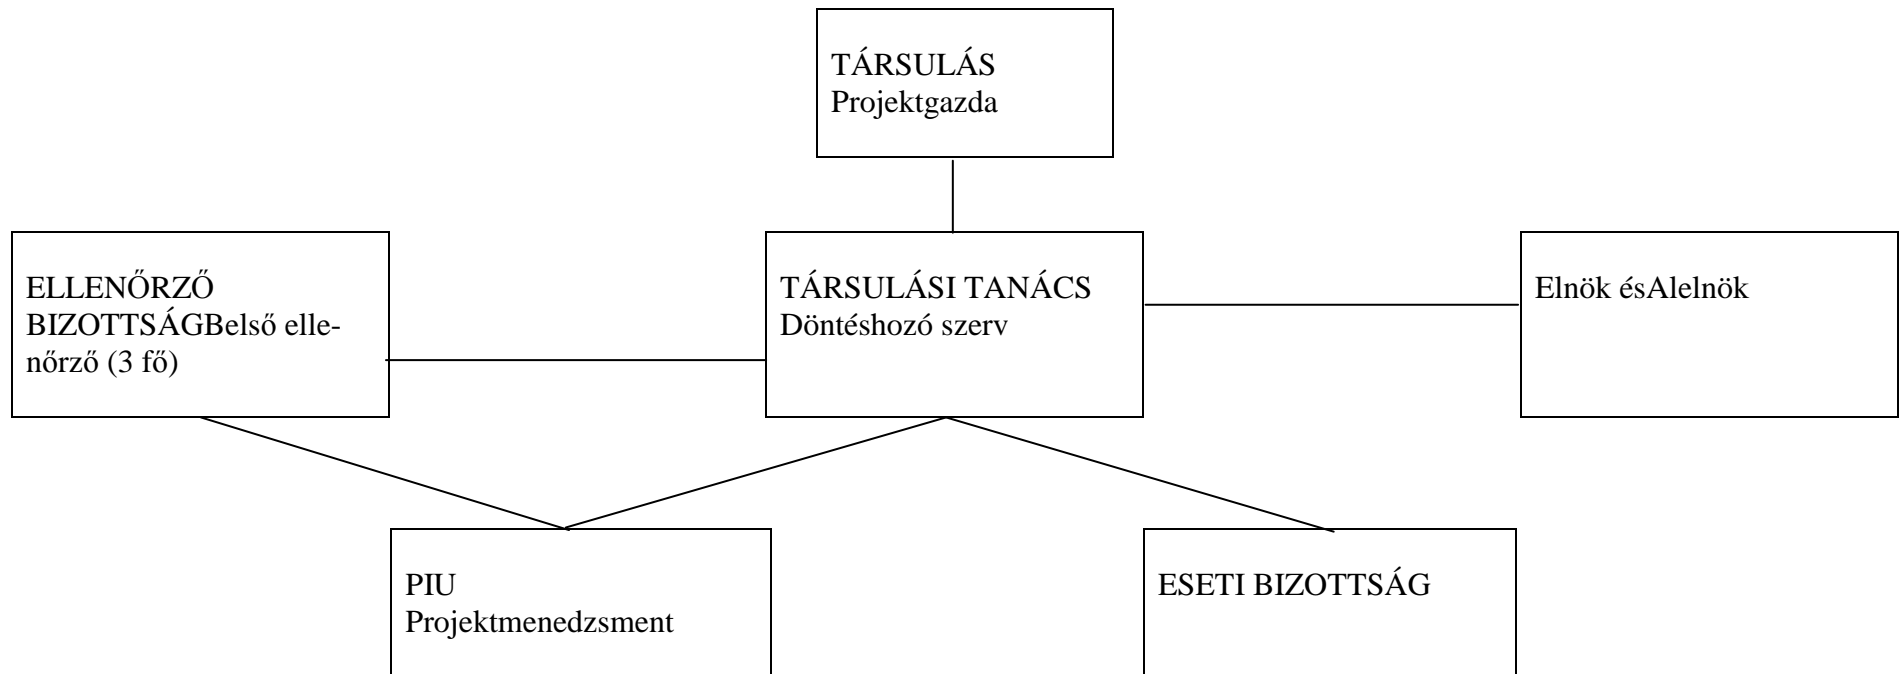 TÁRSULÁS
Projektgazda
ELLENŐRZŐ
BIZOTTSÁGBelső elle-
nőrző (3 fő)
TÁRSULÁSI TANÁCS
Döntéshozó szerv
Elnök ésAlelnök
PIU
Projektmenedzsment
ESETI BIZOTTSÁG